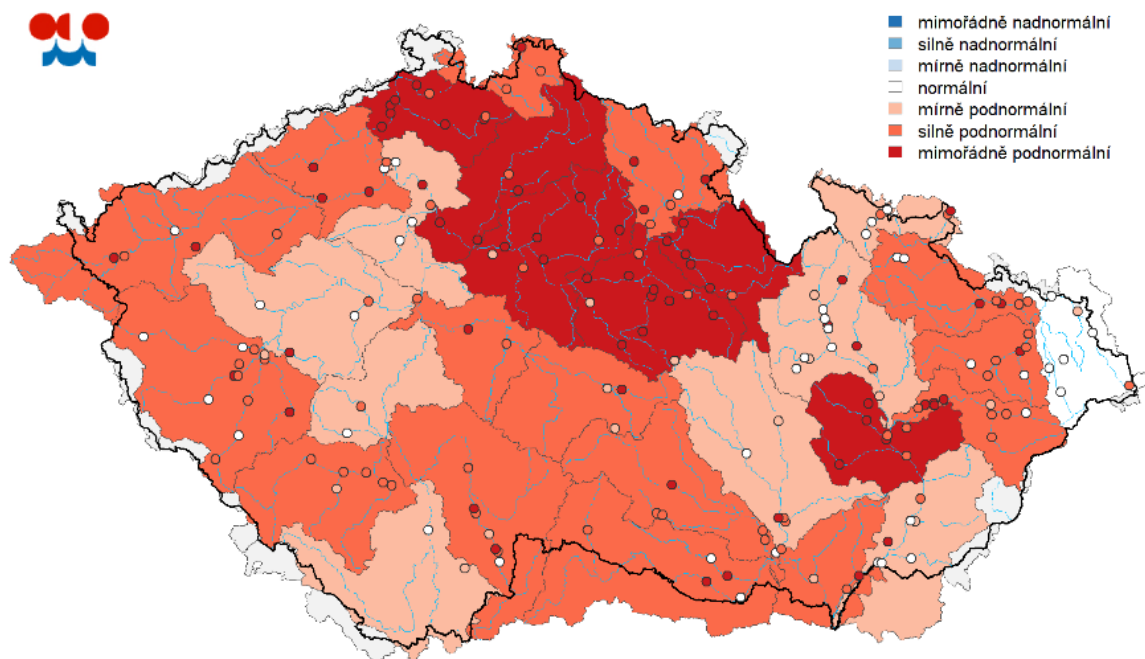 mimořádně nadnormální
silně nadnormální
mírně nadnormální
normální
mírně podnormální
silně podnormální
mimořádně podnormální